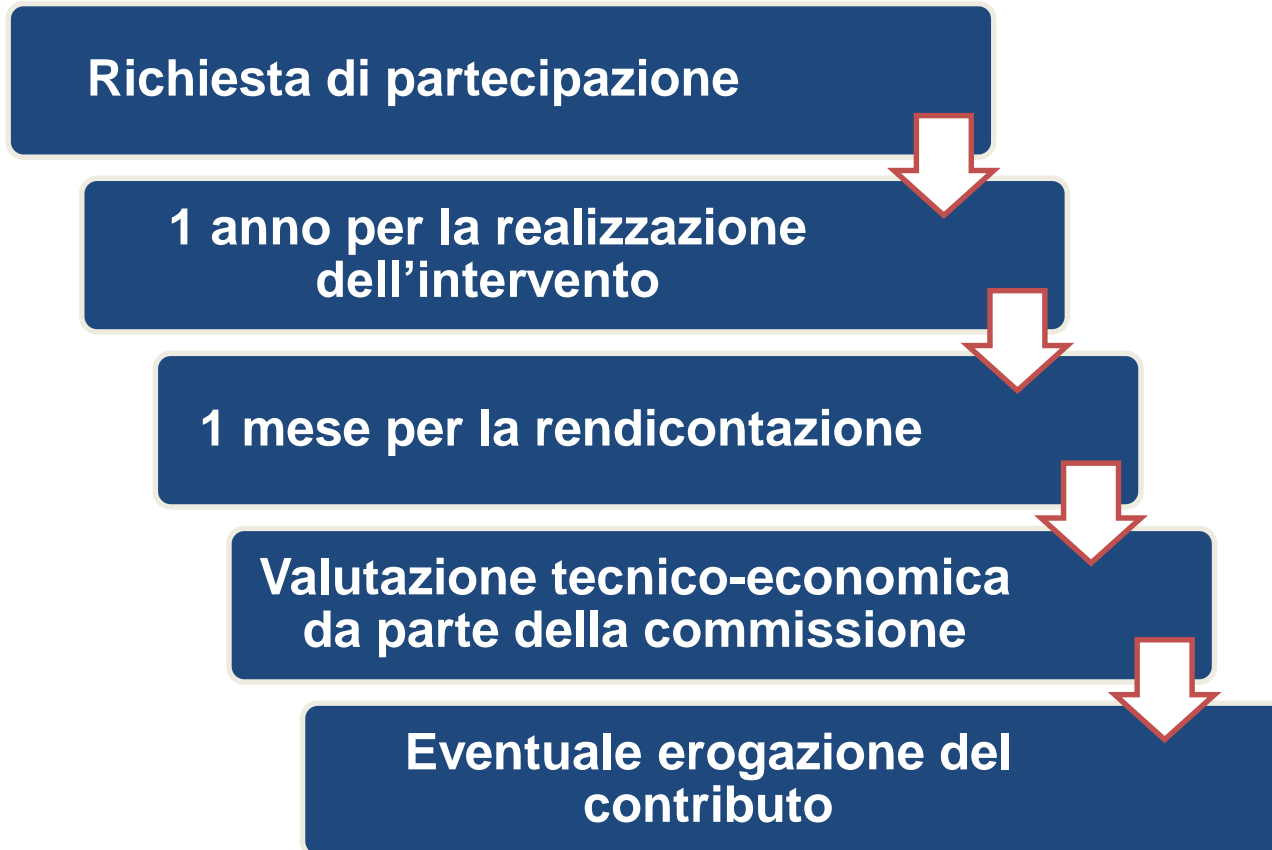 Richiesta di partecipazione
1 anno per la realizzazione
dell’intervento
1 mese per la rendicontazione
Valutazione tecnico-economica
da parte della commissione
Eventuale erogazione del
contributo